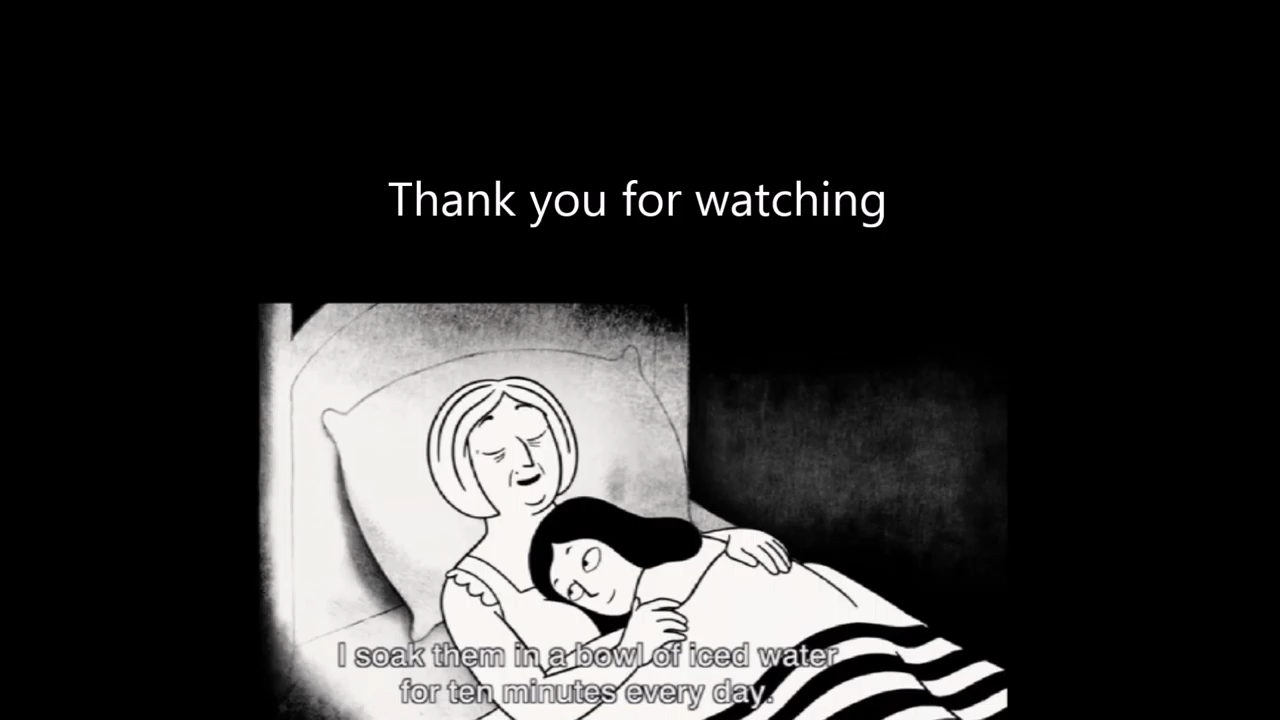 Thank you for watching
I soak them in a bowl of iced water
for ten minutes every day.